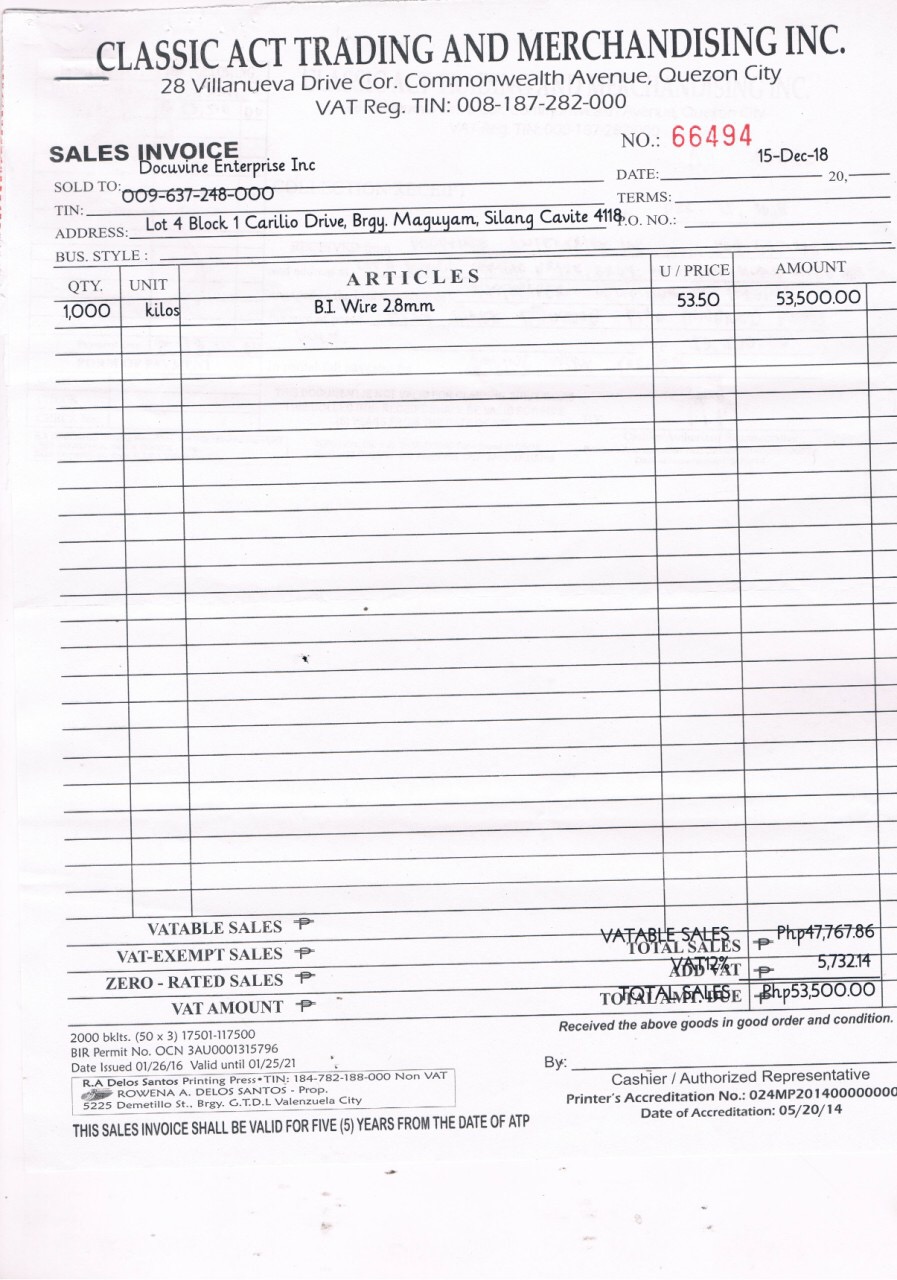 CLASSIC ACT TRADING AND MERCHANDISING INC.
28 Villanueva Drive Cor. Commonwealth Avenue, Quezon City
VAT Reg. TIN: 008-187-282-000
NO.: 66494
SALES INVOICE
15-Dec-18
DATE: 20,
Docuvine Enterprise Inc
SOLD TO:
TERMS:
009-637-248-000
TIN:
P.O. NO.:
Lot 4 Block 1 Carilio Drive, Brgy. Maguyam, Silang Cavite 4118
ADDRESS:
BUS. STYLE :
QTY. UNIT ARTICLES U / PRICE AMOUNT
1,000 kilos B.I. Wire 2.8mm 53.50 53,500.00
VATABLE SALES ₱ VATABLE SALES Php47,767.86
TOTAL SALES ₱
VAT-EXEMPT SALES ₱ VAT12% 5,732.14
ADD VAT ₱
ZERO - RATED SALES ₱ TOTAL SALES Php53,500.00
VAT AMOUNT ₱ TOTAL AMT. DUE ₱
Received the above goods in good order and condition.
2000 bklts. (50 x 3) 17501-117500
BIR Permit No. OCN 3AU0001315796
Date Issued 01/26/16 Valid until 01/25/21
By:
R.A Delos Santos Printing Press•TIN: 184-782-188-000 Non VAT
ROWENA A. DELOS SANTOS - Prop.
5225 Demetillo St., Brgy. G.T.D.L Valenzuela City
Cashier / Authorized Representative
Printer's Accreditation No.: 024MP201400000000
Date of Accreditation: 05/20/14
THIS SALES INVOICE SHALL BE VALID FOR FIVE (5) YEARS FROM THE DATE OF ATP